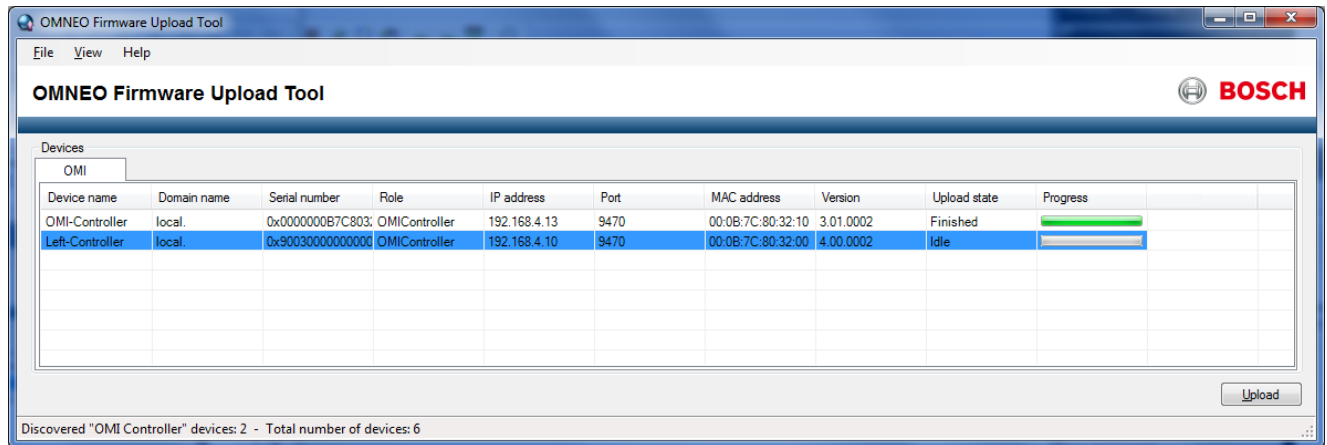 OMNEO Firmware Upload Tool
File View Help
OMNEO Firmware Upload Tool
BOSCH
Devices
OMI
Device name Domain name Serial number Role IP address Port MAC address Version Upload state Progress
OMI-Controller local. 0x0000000B7C803 OMIController 192.168.4.13 9470 00:0B:7C:80:32:10 3.01.0002 Finished
Left-Controller local. 0x90030000000000 OMIController 192.168.4.10 9470 00:0B:7C:80:32:00 4.00.0002 Idle
Upload
Discovered "OMI Controller" devices: 2 - Total number of devices: 6